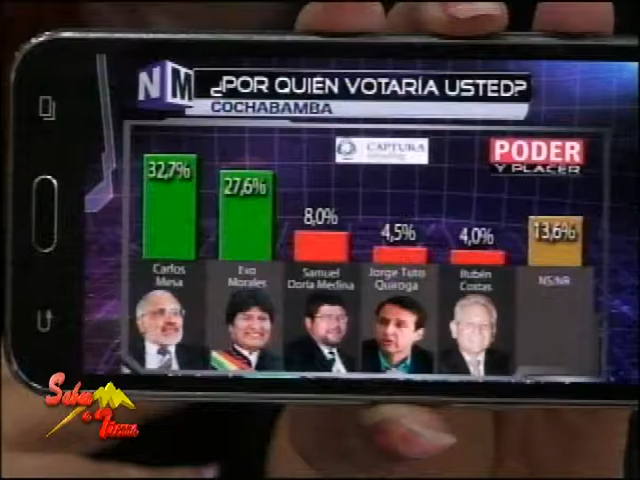 NM
¿POR QUIÉN VOTARÍA USTED?
COCHABAMBA
CAPTURA
PODER
Y PLACER
32,7%
27,6%
8,0%
4,5%
4,0%
13,6%
Carlos Mesa
Evo Morales
Samuel Doria Medina
Jorge Tuto Quiroga
Rubén Costas
NS/NR